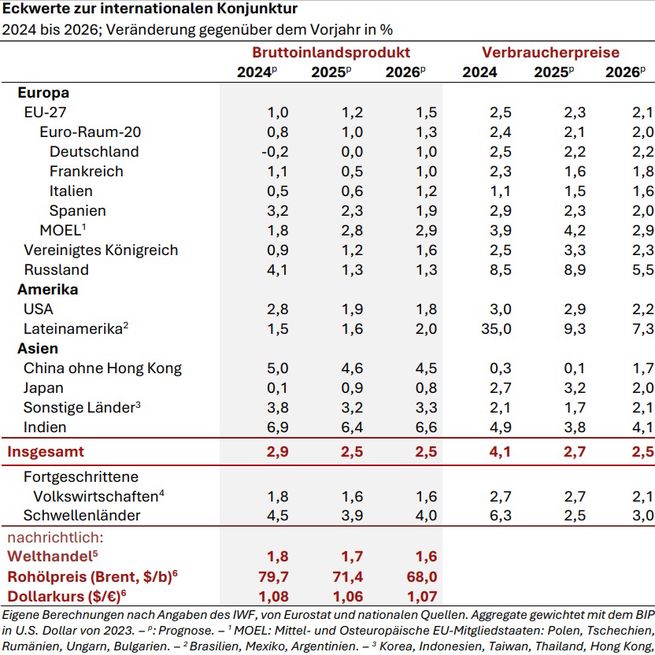 Eckwerte zur internationalen Konjunktur
2024 bis 2026; Veränderung gegenüber dem Vorjahr in %
Bruttoinlandsprodukt Verbraucherpreise
2024ᵖ 2025ᵖ 2026ᵖ 2024 2025ᵖ 2026ᵖ
Europa
EU-27 1,0 1,2 1,5 2,5 2,3 2,1
Euro-Raum-20 0,8 1,0 1,3 2,4 2,1 2,0
Deutschland -0,2 0,0 1,0 2,5 2,2 2,2
Frankreich 1,1 0,5 1,0 2,3 1,6 1,8
Italien 0,5 0,6 1,2 1,1 1,5 1,6
Spanien 3,2 2,3 1,9 2,9 2,3 2,0
MOEL¹ 1,8 2,8 2,9 3,9 4,2 2,9
Vereinigtes Königreich 0,9 1,2 1,6 2,5 3,3 2,3
Russland 4,1 1,3 1,3 8,5 8,9 5,5
Amerika
USA 2,8 1,9 1,8 3,0 2,9 2,2
Lateinamerika² 1,5 1,6 2,0 35,0 9,3 7,3
Asien
China ohne Hong Kong 5,0 4,6 4,5 0,3 0,1 1,7
Japan 0,1 0,9 0,8 2,7 3,2 2,0
Sonstige Länder³ 3,8 3,2 3,3 2,1 1,7 2,1
Indien 6,9 6,4 6,6 4,9 3,8 4,1
Insgesamt 2,9 2,5 2,5 4,1 2,7 2,5
Fortgeschrittene
Volkswirtschaften⁴ 1,8 1,6 1,6 2,7 2,7 2,1
Schwellenländer 4,5 3,9 4,0 6,3 2,5 3,0
nachrichtlich:
Welthandel⁵ 1,8 1,7 1,6
Rohölpreis (Brent, $/b)⁶ 79,7 71,4 68,0
Dollarkurs ($/€)⁶ 1,08 1,06 1,07
Eigene Berechnungen nach Angaben des IWF, von Eurostat und nationalen Quellen. Aggregate gewichtet mit dem BIP
in U.S. Dollar von 2023. – ᵖ: Prognose. – ¹ MOEL: Mittel- und Osteuropäische EU-Mitgliedstaaten: Polen, Tschechien,
Rumänien, Ungarn, Bulgarien. – ² Brasilien, Mexiko, Argentinien. – ³ Korea, Indonesien, Taiwan, Thailand, Hong Kong,